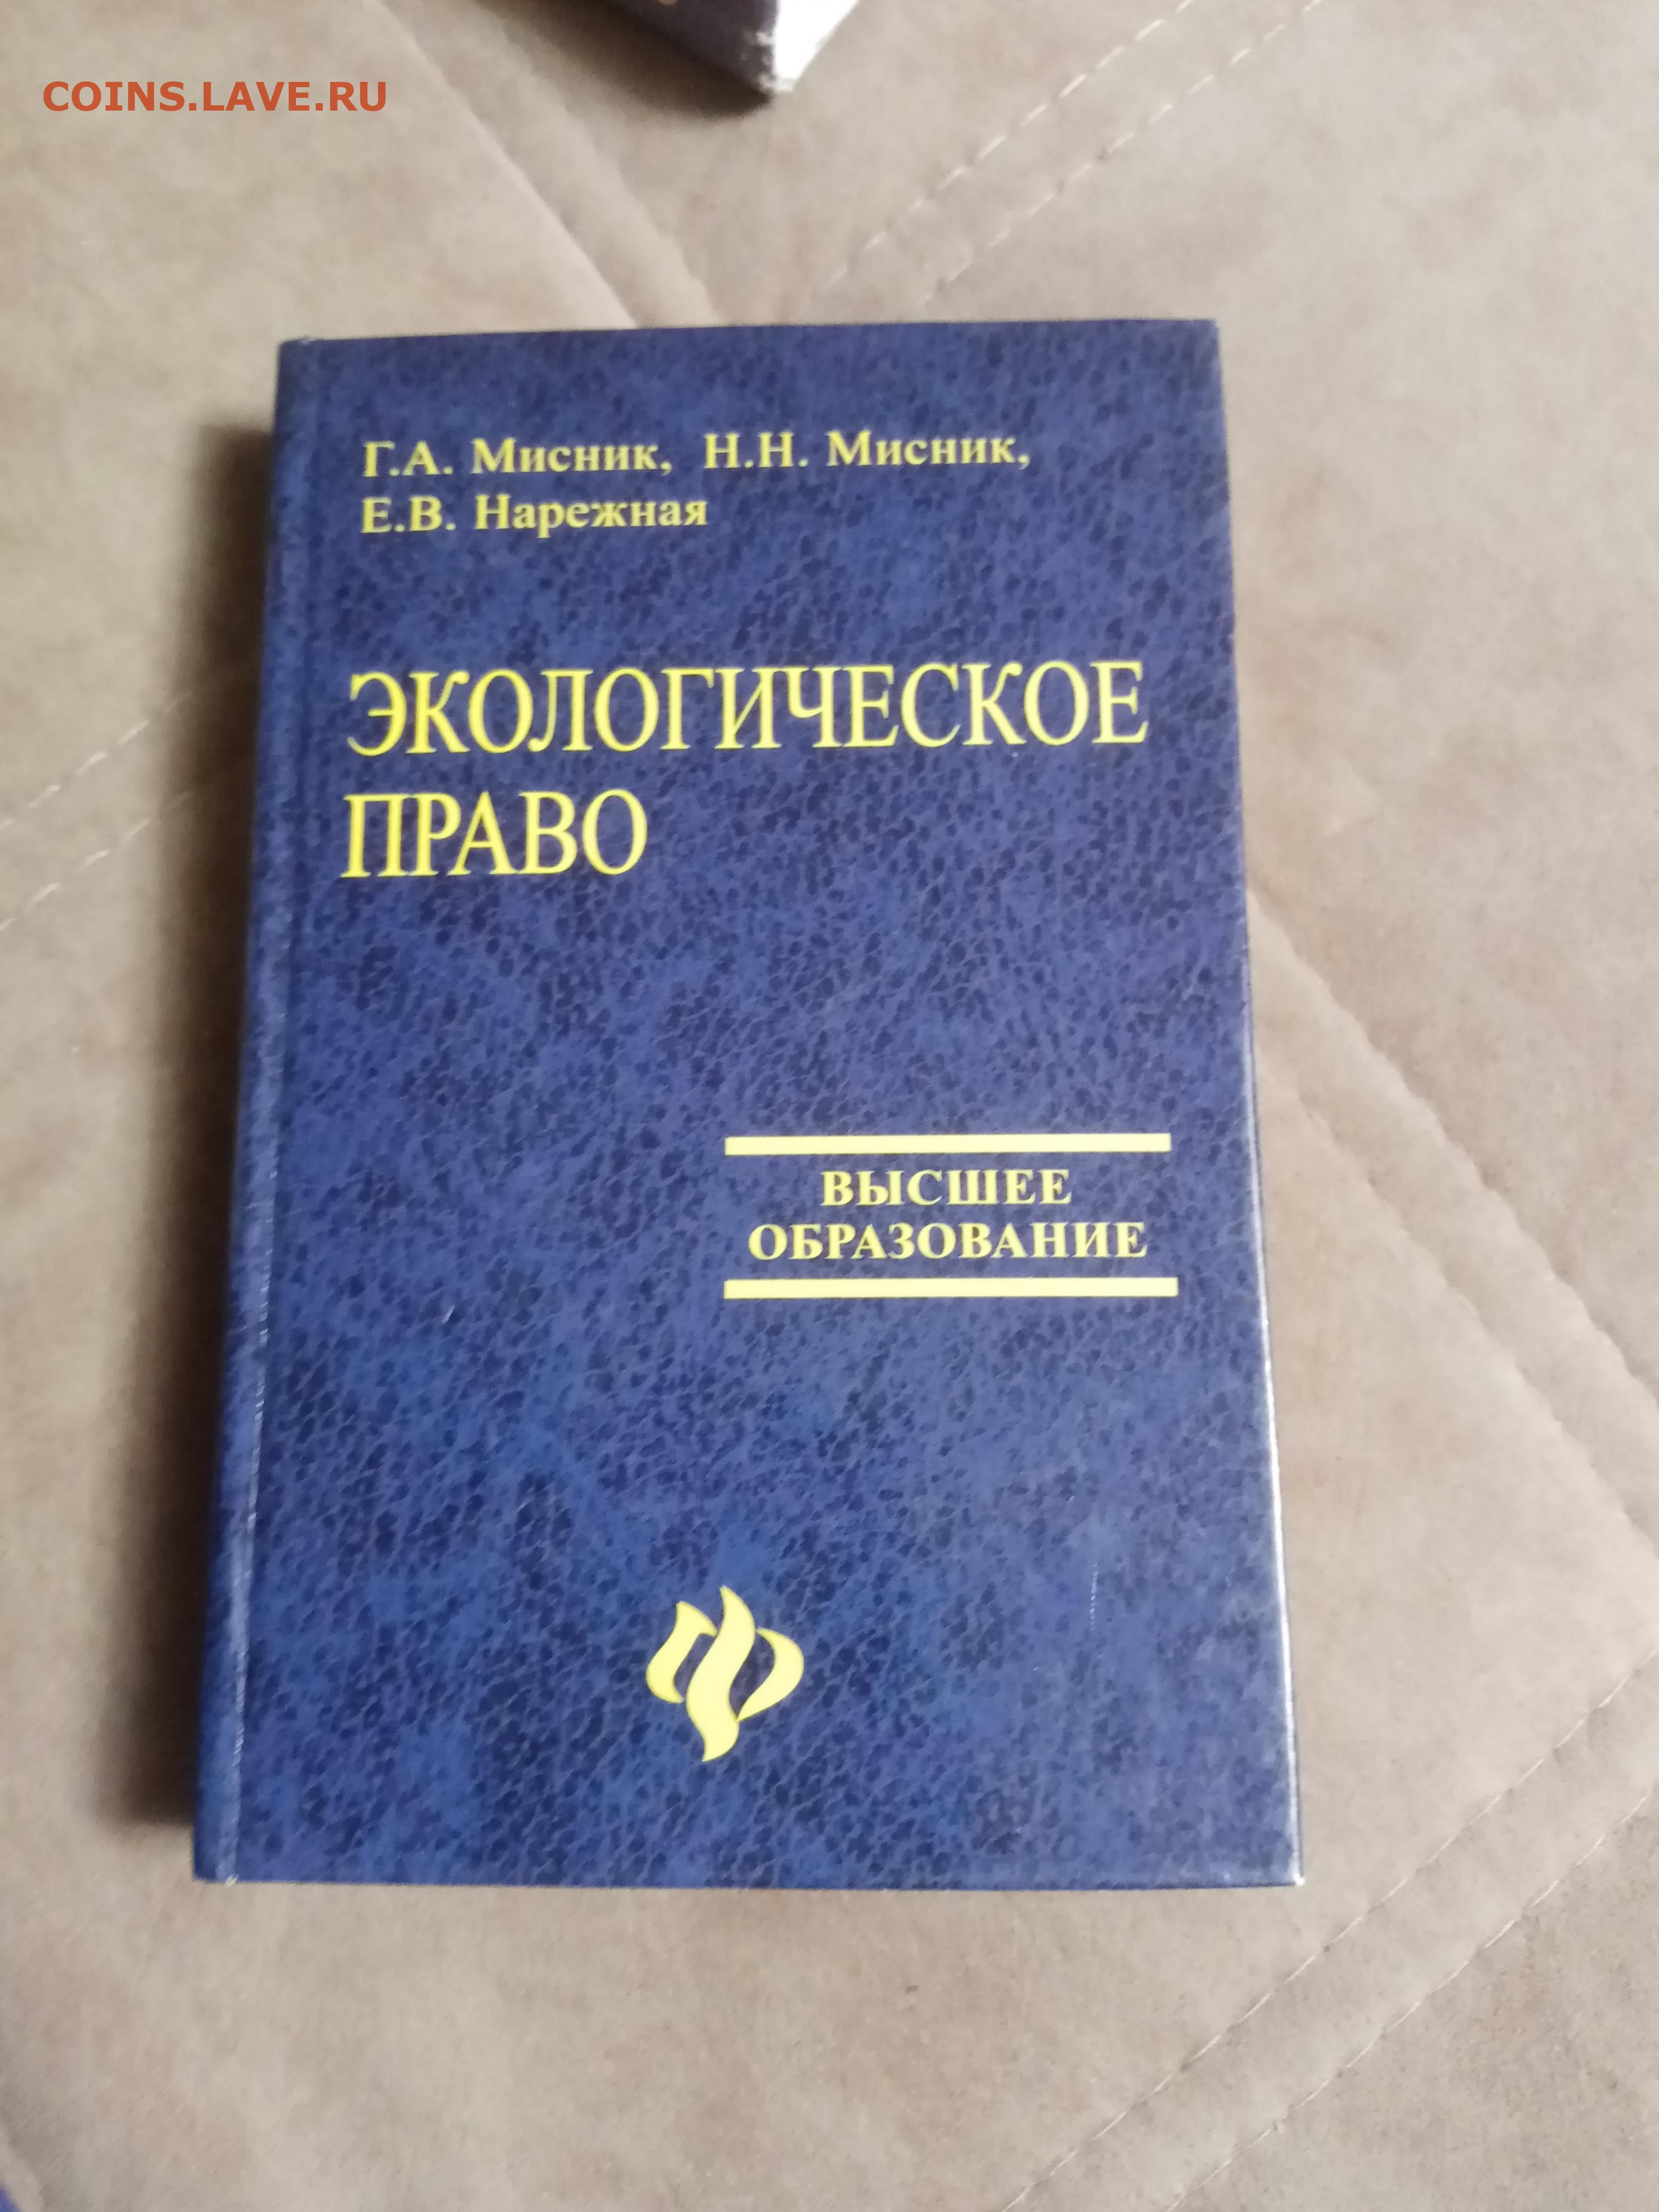 COINS.LAVE.RU
Г.А. Мисник, Н.Н. Мисник,
Е.В. Нарежная
ЭКОЛОГИЧЕСКОЕ
ПРАВО
ВЫСШЕЕ
ОБРАЗОВАНИЕ